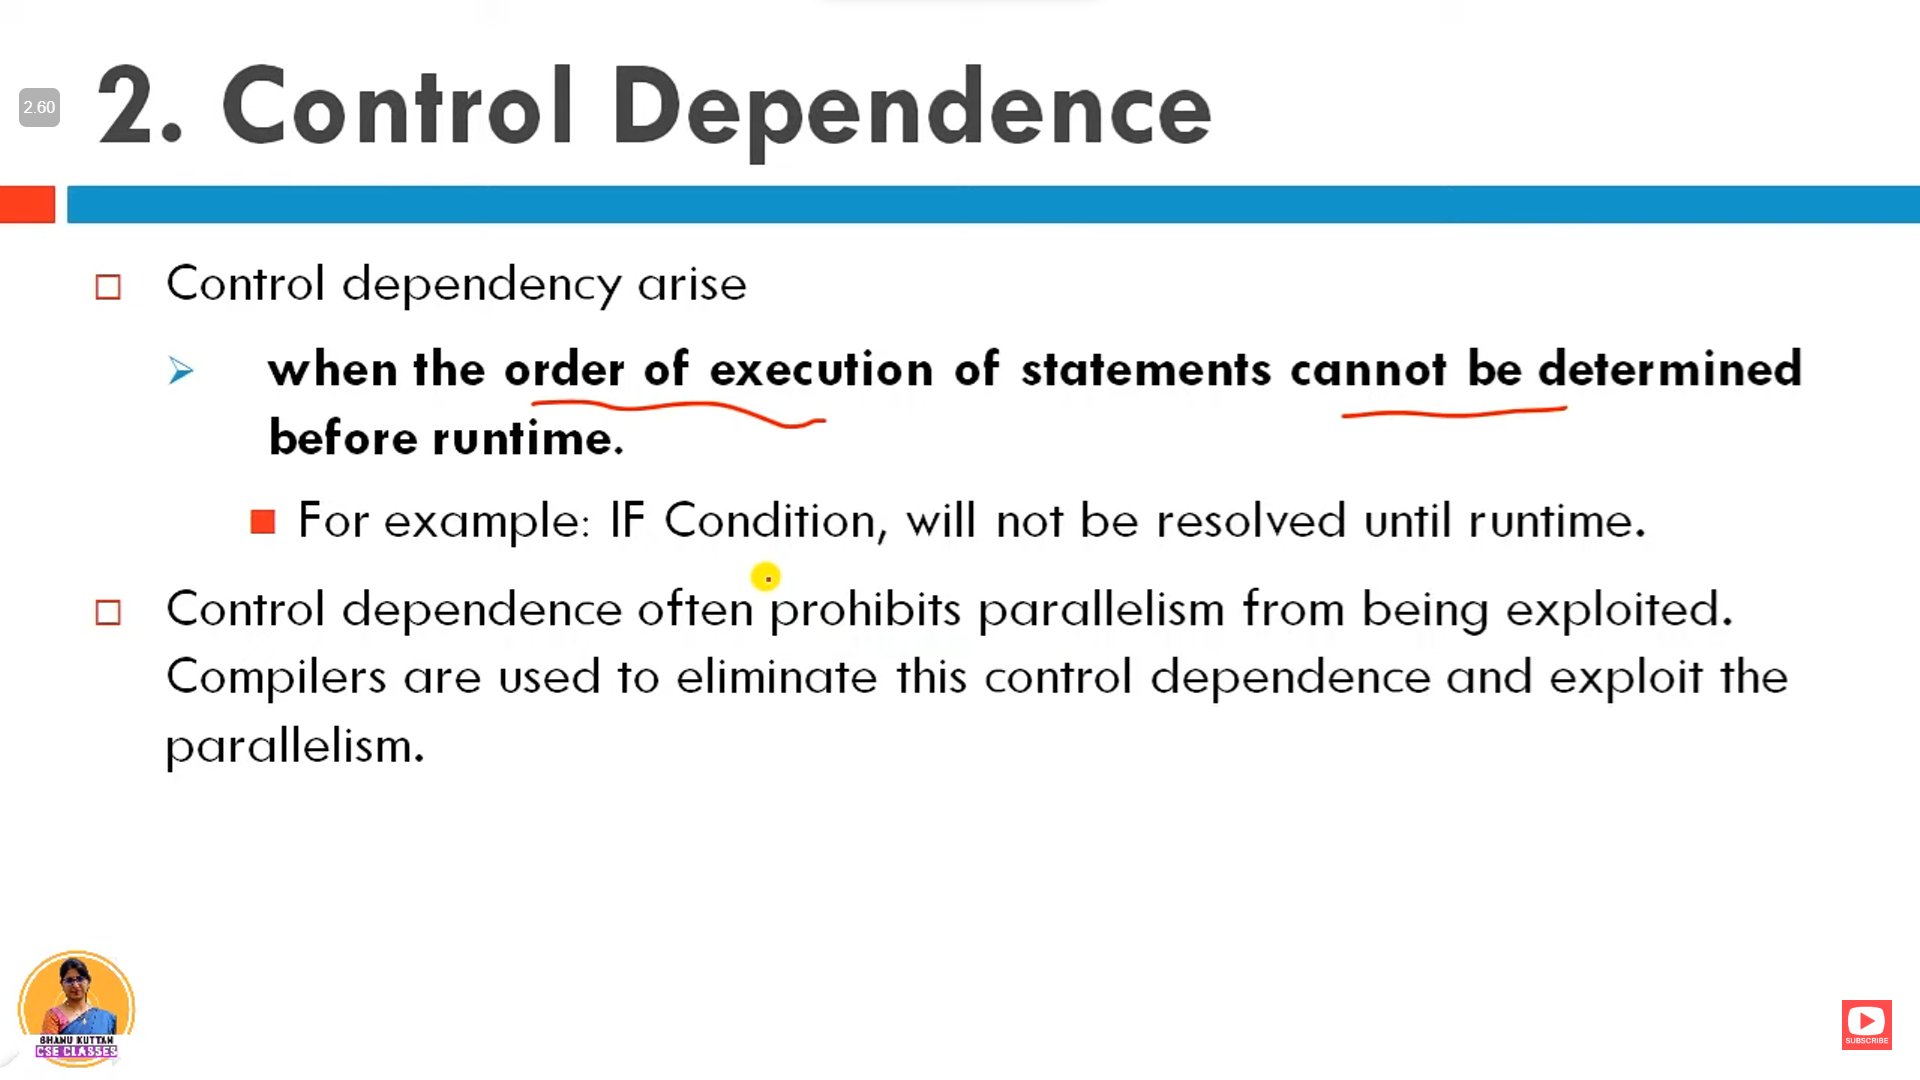 2.60
2. Control Dependence
Control dependency arise
when the order of execution of statements cannot be determined
before runtime.
For example: IF Condition, will not be resolved until runtime.
Control dependence often prohibits parallelism from being exploited.
Compilers are used to eliminate this control dependence and exploit the
parallelism.
BHANU KUTTAN
CSE CLASSES
SUBSCRIBE